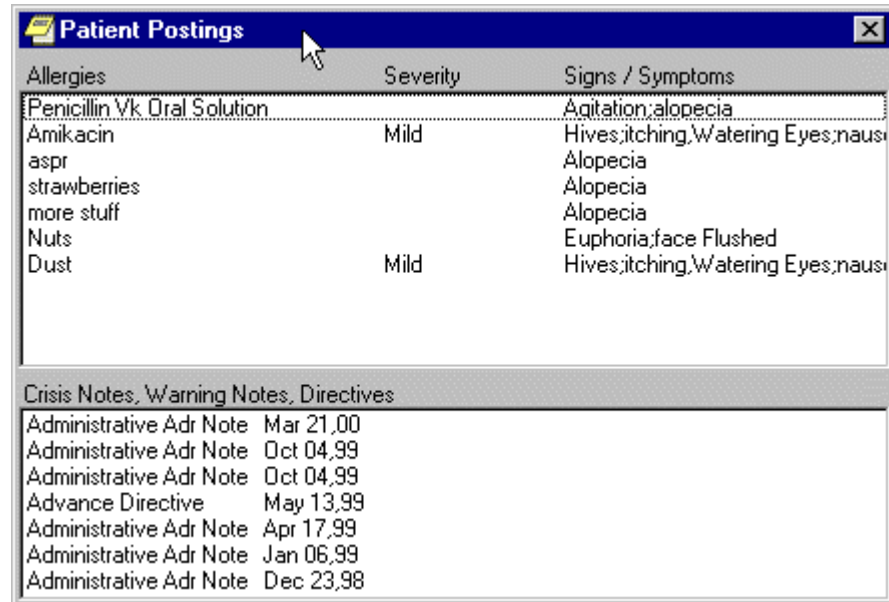 Patient Postings
Allergies Severity Signs / Symptoms
Penicillin Vk Oral Solution Agitation;alopecia
Amikacin Mild Hives;itching,Watering Eyes;naus
aspr Alopecia
strawberries Alopecia
more stuff Alopecia
Nuts Euphoria;face Flushed
Dust Mild Hives;itching,Watering Eyes;naus
Crisis Notes, Warning Notes, Directives
Administrative Adr Note Mar 21,00
Administrative Adr Note Oct 04,99
Administrative Adr Note Oct 04,99
Advance Directive May 13,99
Administrative Adr Note Apr 17,99
Administrative Adr Note Jan 06,99
Administrative Adr Note Dec 23,98